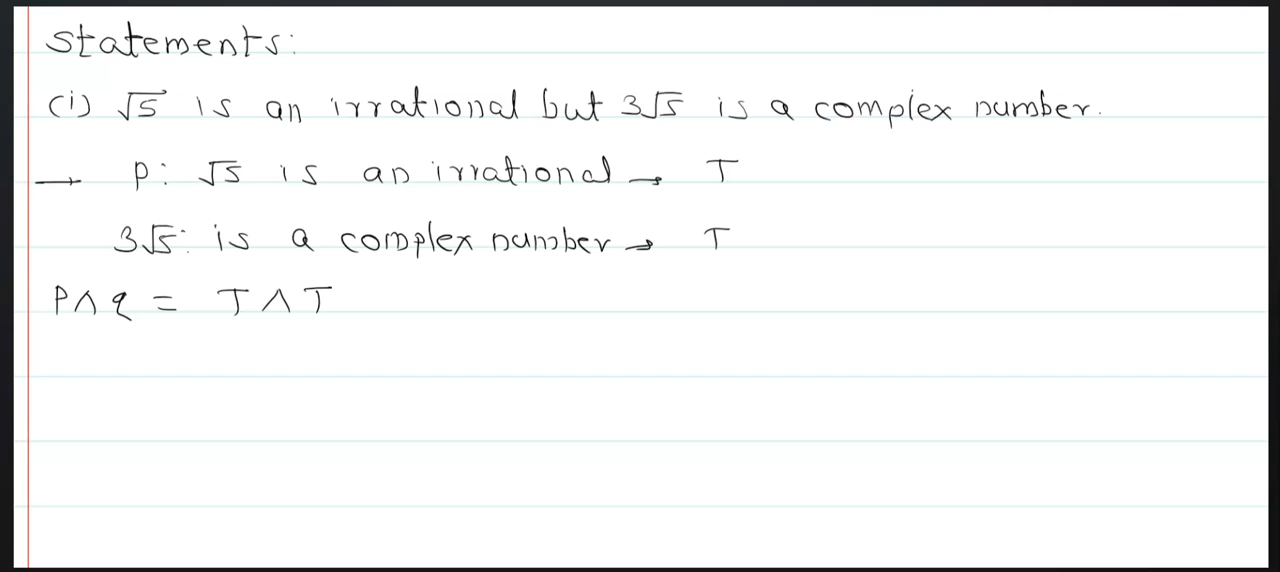 Statements:
(i) √5 is an irrational but 3√5 is a complex number.
→ p: √5 is an irrational → T
3√5: is a complex number → T
P∧q = T∧T